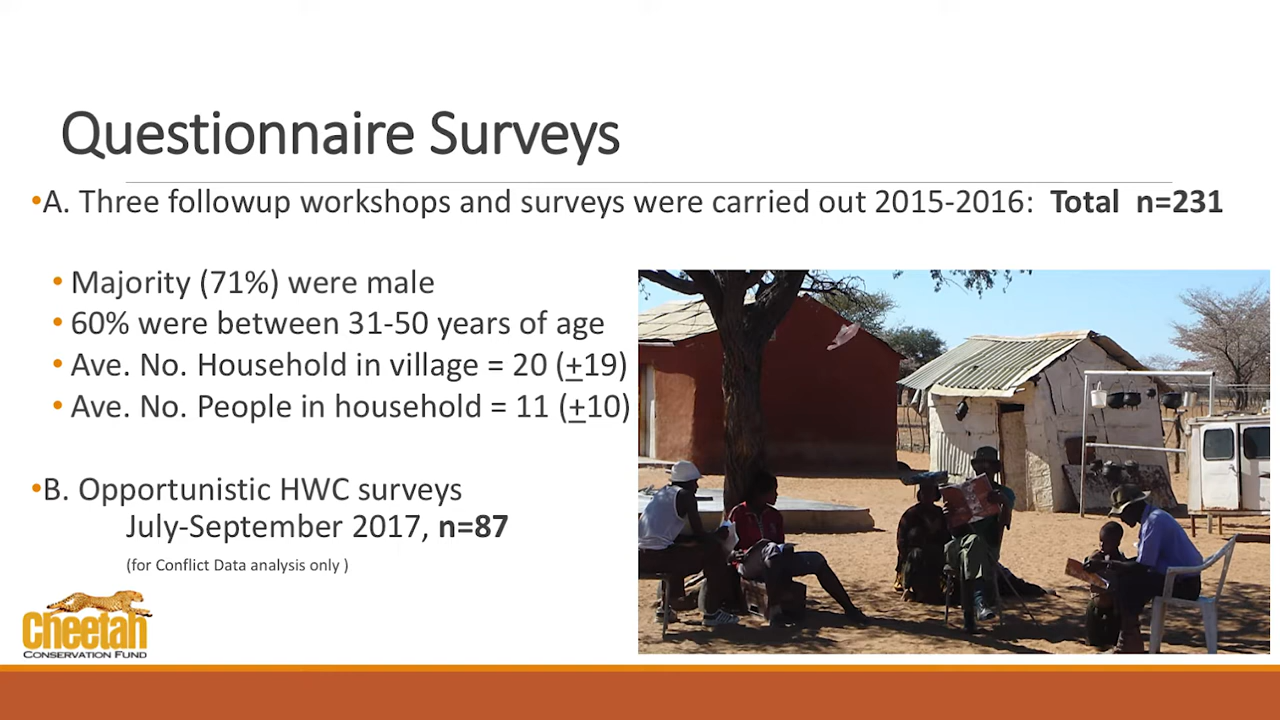 Questionnaire Surveys
•A. Three followup workshops and surveys were carried out 2015-2016: Total n=231
• Majority (71%) were male
• 60% were between 31-50 years of age
• Ave. No. Household in village = 20 (±19)
• Ave. No. People in household = 11 (±10)
•B. Opportunistic HWC surveys
July-September 2017, n=87
(for Conflict Data analysis only )
Cheetah
CONSERVATION FUND